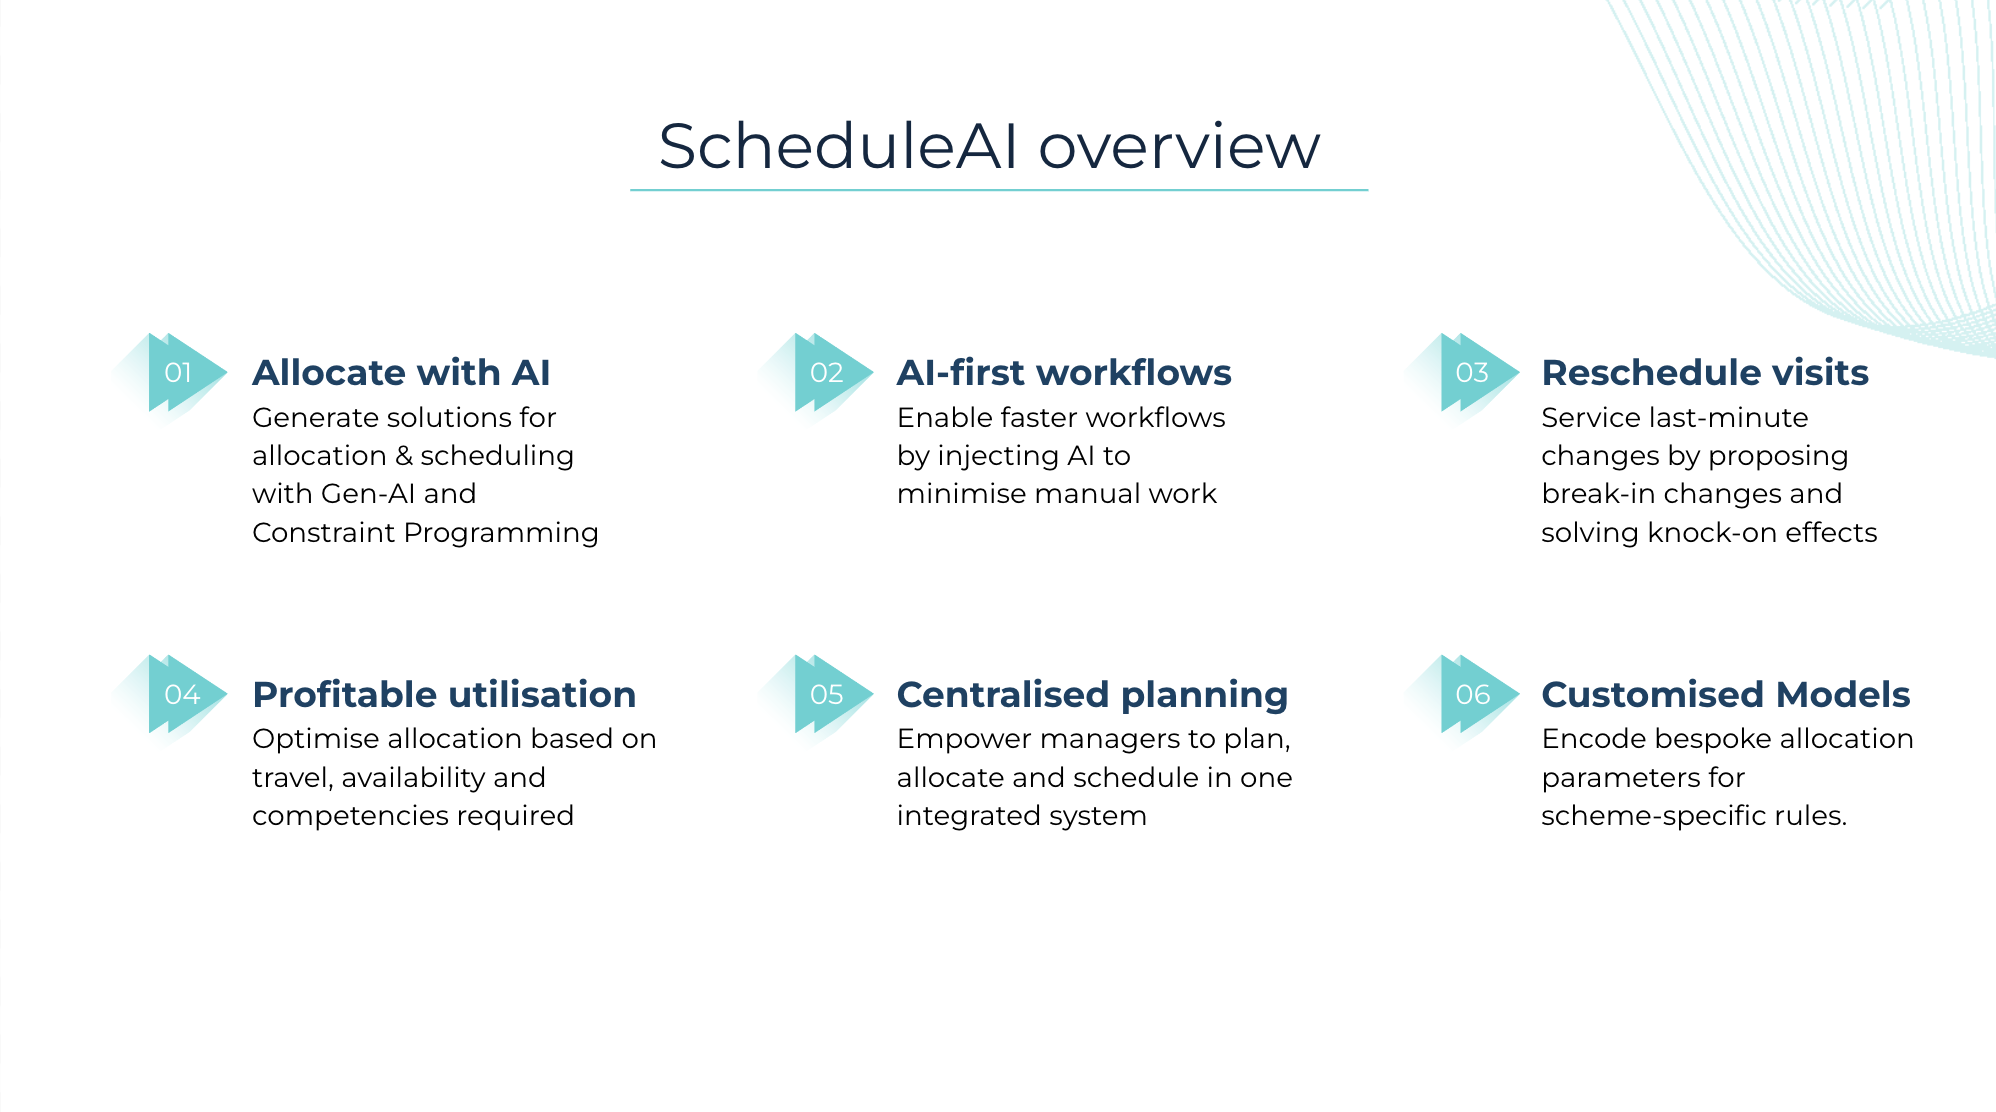 ScheduleAI overview
01
Allocate with AI
Generate solutions for
allocation & scheduling
with Gen-AI and
Constraint Programming
02
AI-first workflows
Enable faster workflows
by injecting AI to
minimise manual work
03
Reschedule visits
Service last-minute
changes by proposing
break-in changes and
solving knock-on effects
04
Profitable utilisation
Optimise allocation based on
travel, availability and
competencies required
05
Centralised planning
Empower managers to plan,
allocate and schedule in one
integrated system
06
Customised Models
Encode bespoke allocation
parameters for
scheme-specific rules.